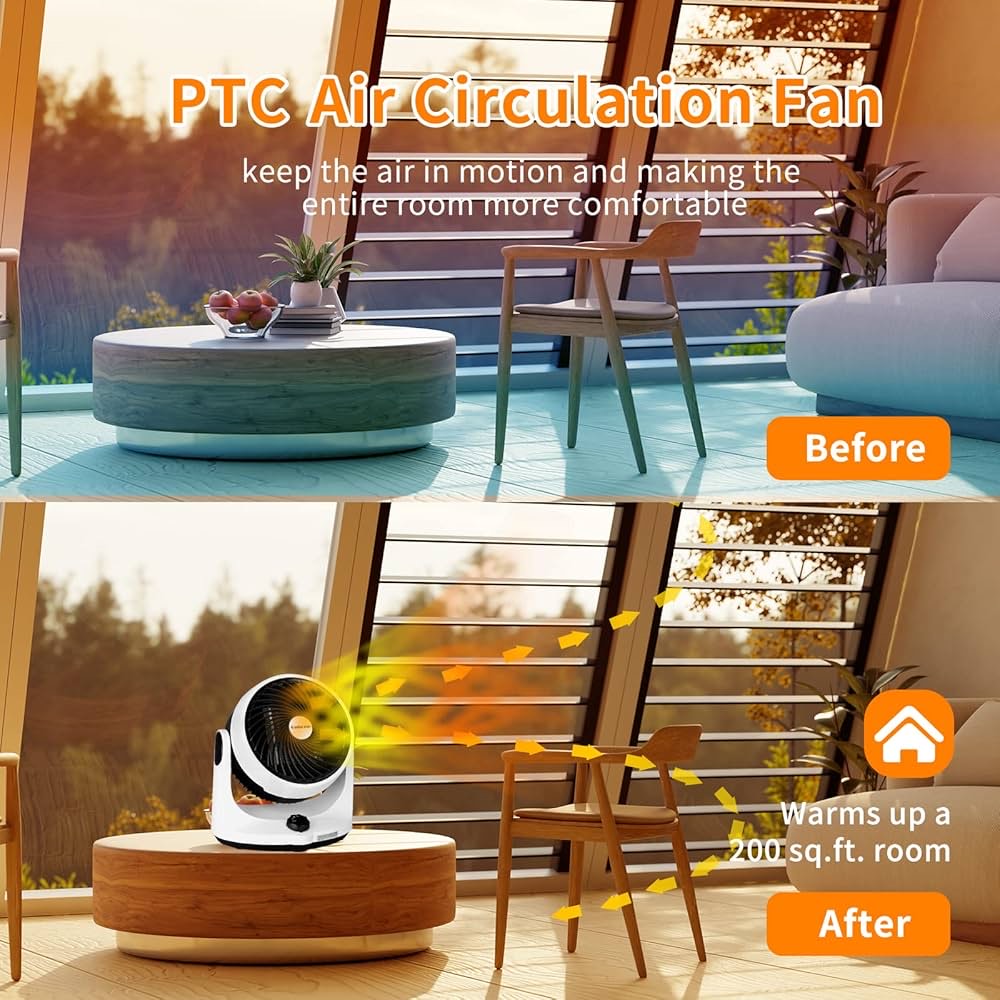 PTC Air Circulation Fan
keep the air in motion and making the
entire room more comfortable
Before
Warms up a
200 sq.ft. room
After